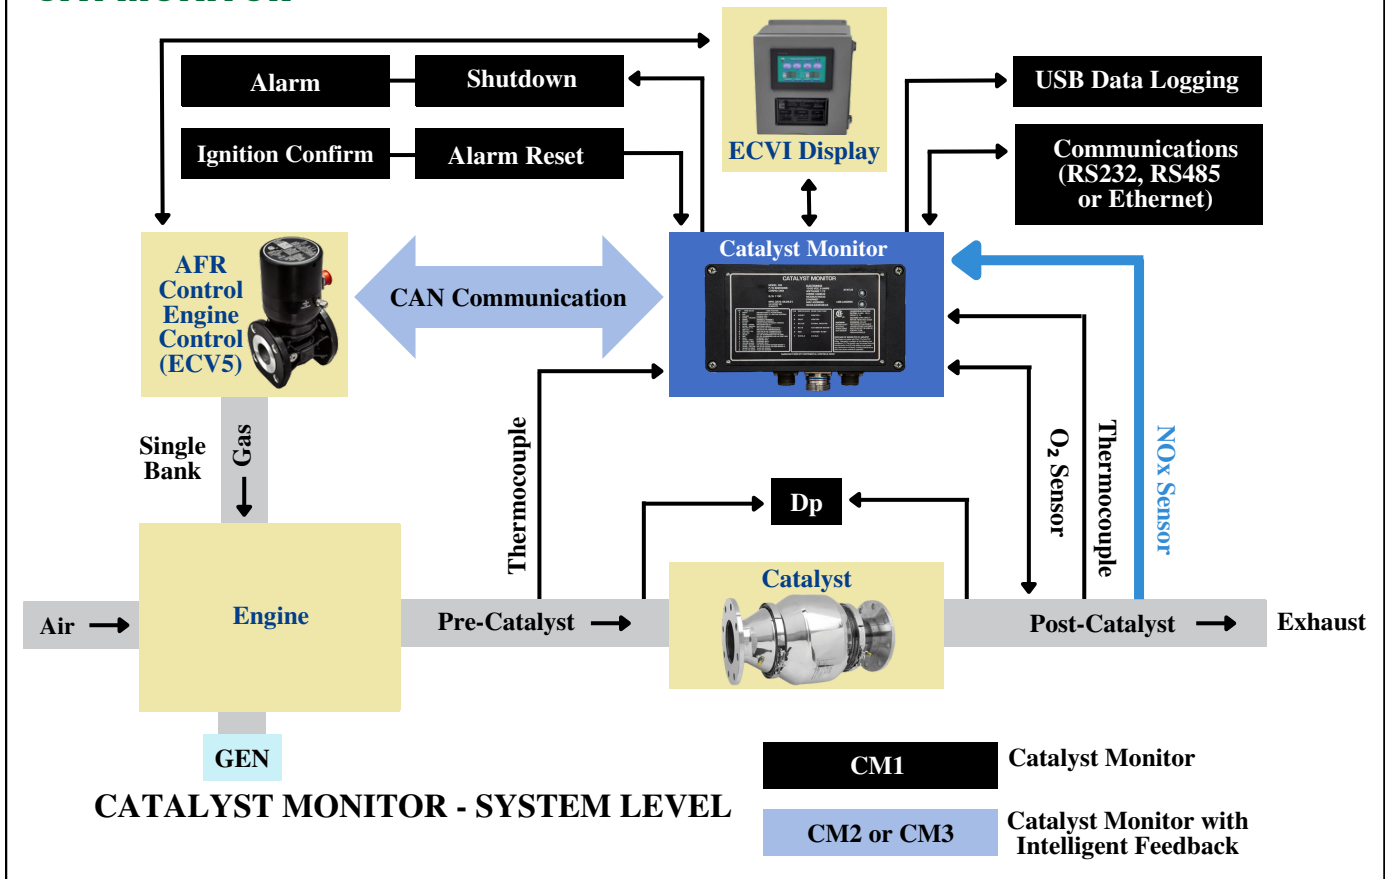 Alarm
Shutdown
USB Data Logging
Ignition Confirm
Alarm Reset
ECVI Display
Communications
(RS232, RS485
or Ethernet)
AFR
Control
Engine
Control
(ECV5)
CAN Communication
Catalyst Monitor
CATALYST MONITOR
Single
Bank
Gas
Thermocouple
O₂ Sensor
Thermocouple
NOx Sensor
Dp
Catalyst
Air
Engine
Pre-Catalyst
Post-Catalyst
Exhaust
GEN
CATALYST MONITOR - SYSTEM LEVEL
CM1
Catalyst Monitor
CM2 or CM3
Catalyst Monitor with
Intelligent Feedback